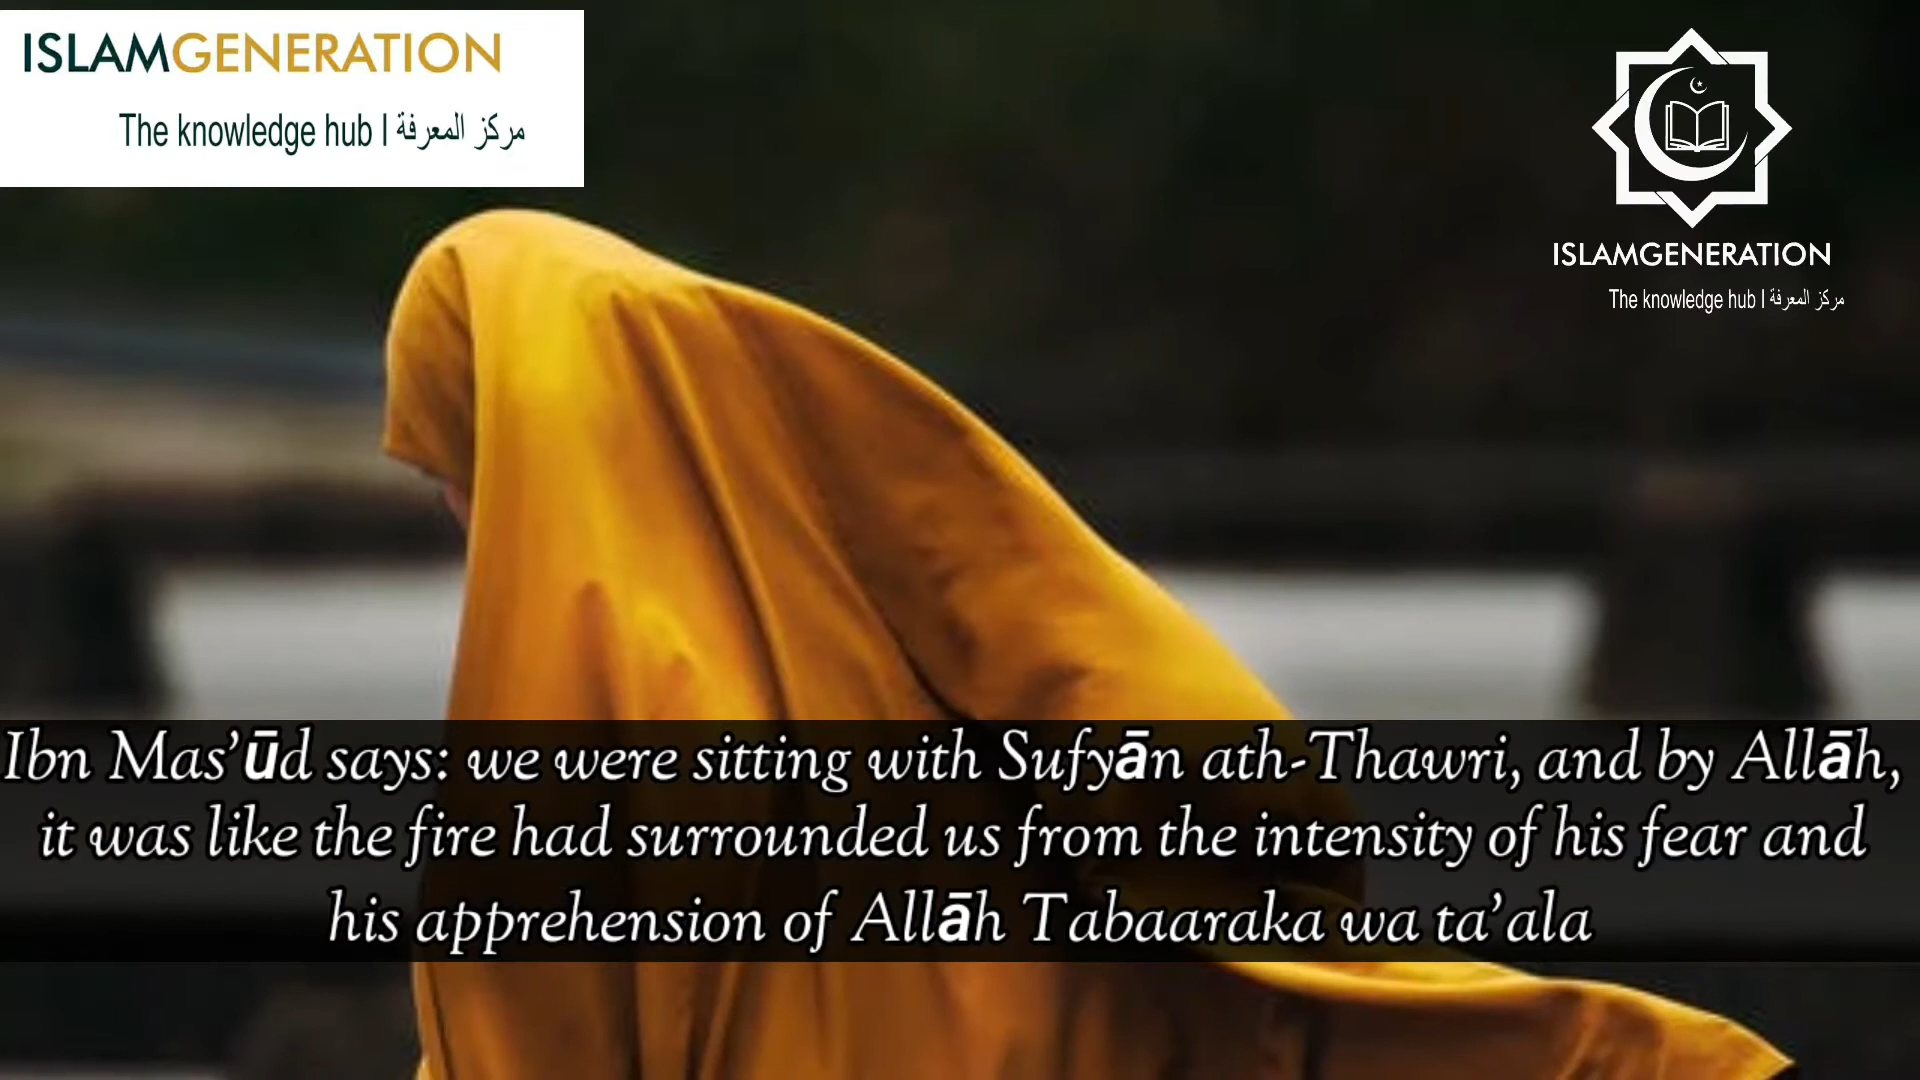 ISLAMGENERATION
The knowledge hub | مركز المعرفة
ISLAMGENERATION
The knowledge hub | مركز المعرفة
Ibn Mas’ūd says: we were sitting with Sufyān ath-Thawri, and by Allāh,
it was like the fire had surrounded us from the intensity of his fear and
his apprehension of Allāh Tabaaraka wa ta’ala